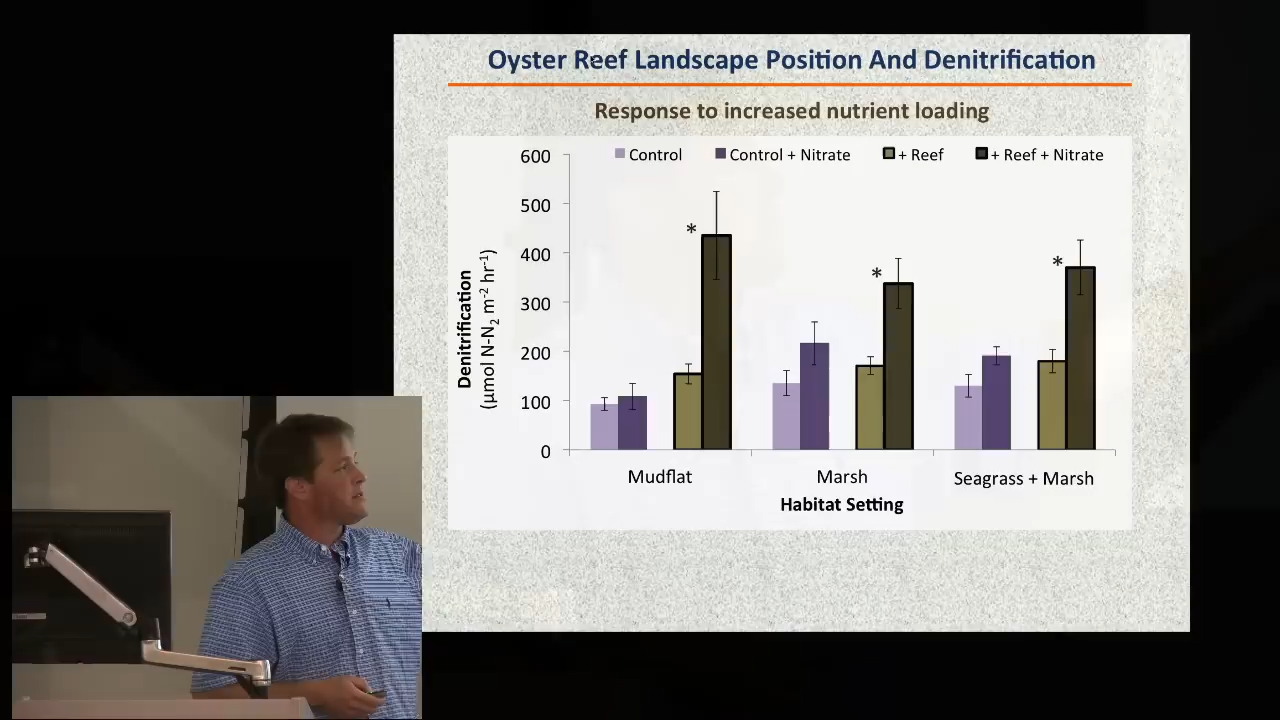 Oyster Reef Landscape Position And Denitrification
Response to increased nutrient loading
Control
Control + Nitrate
+ Reef
+ Reef + Nitrate
600
500
400
300
200
100
0
Denitrification
(µmol N-N₂ m⁻² hr⁻¹)
*
*
*
Mudflat
Marsh
Seagrass + Marsh
Habitat Setting